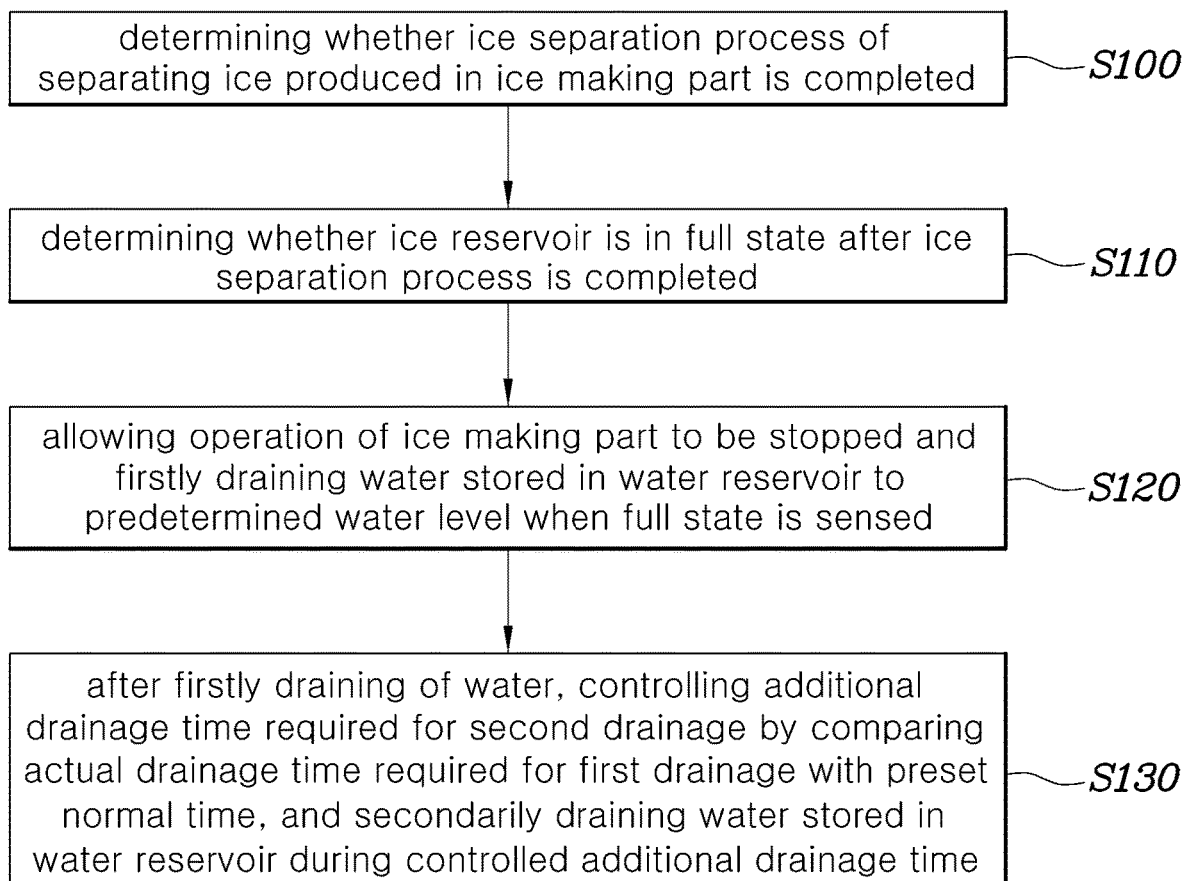 determining whether ice separation process of
separating ice produced in ice making part is completed
S100
determining whether ice reservoir is in full state after ice
separation process is completed
S110
allowing operation of ice making part to be stopped and
firstly draining water stored in water reservoir to
predetermined water level when full state is sensed
S120
after firstly draining of water, controlling additional
drainage time required for second drainage by comparing
actual drainage time required for first drainage with preset
normal time, and secondarily draining water stored in
water reservoir during controlled additional drainage time
S130